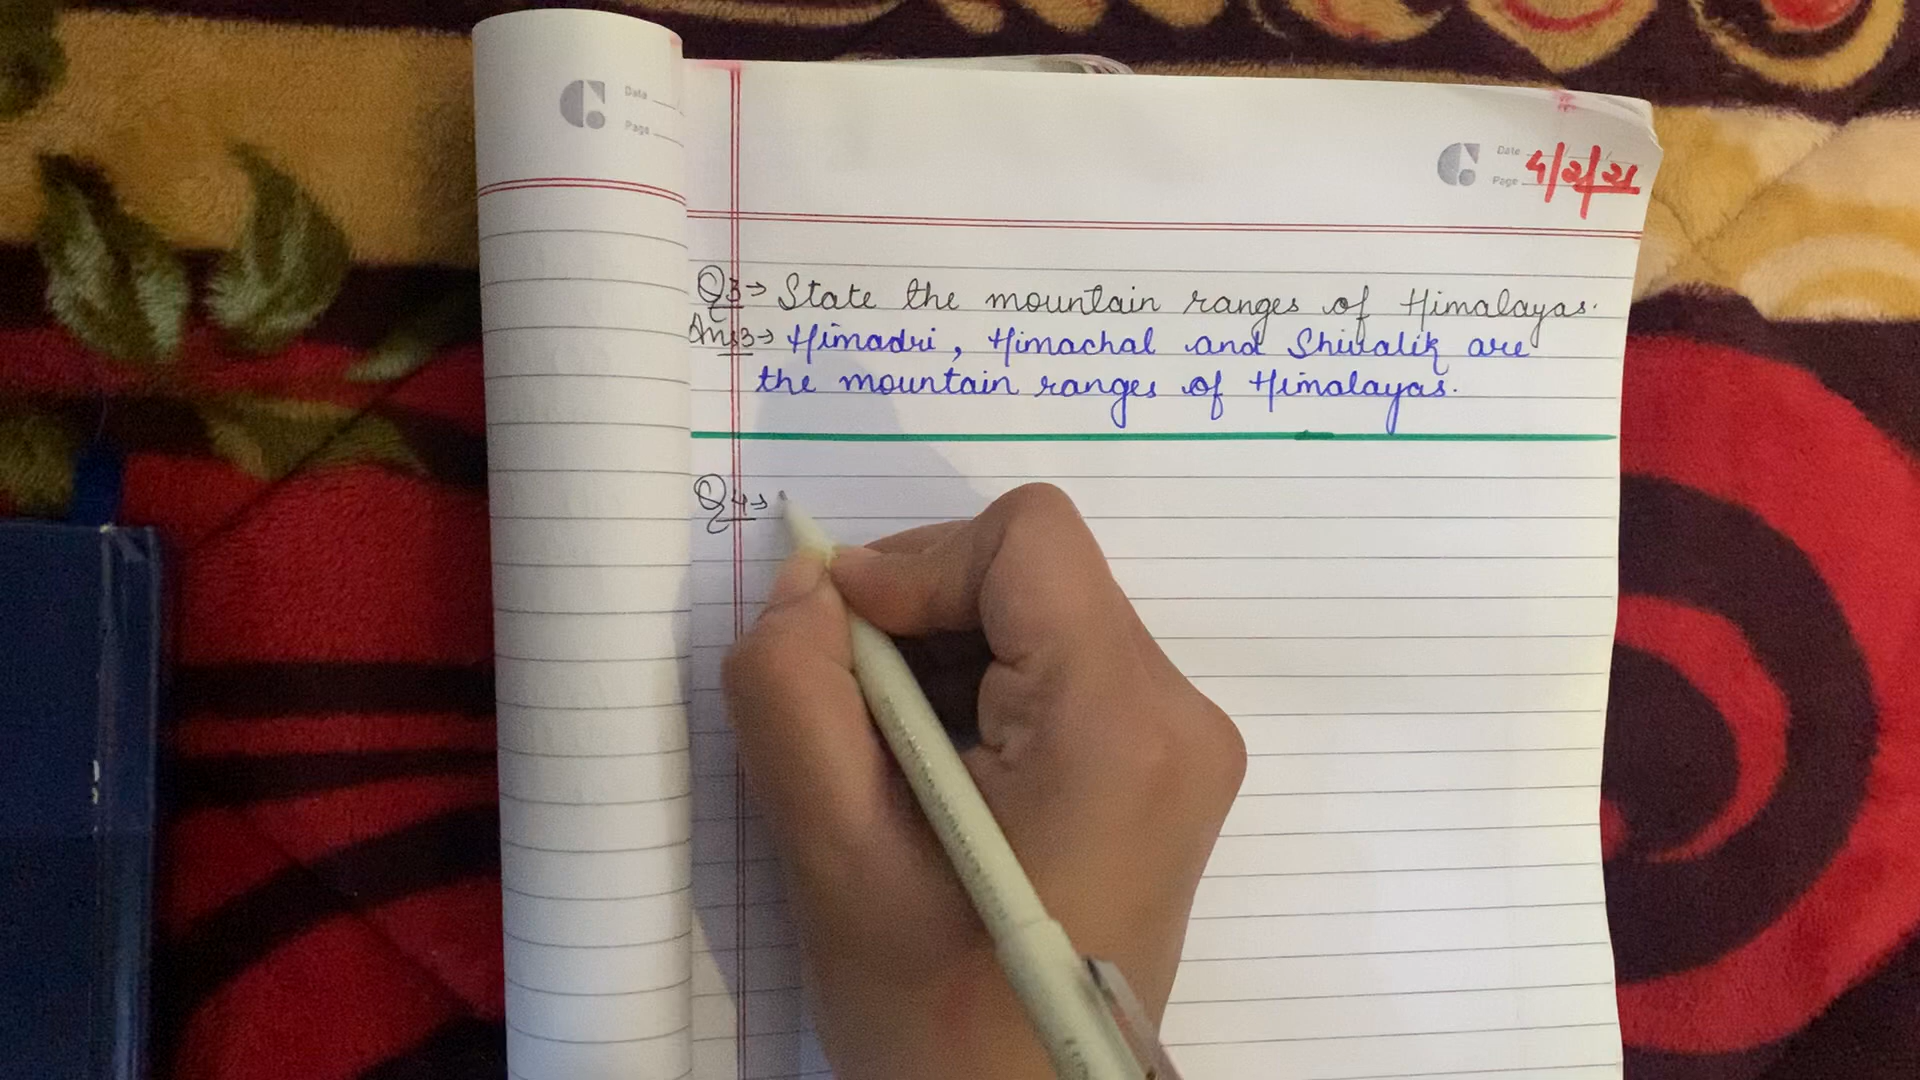 Date
Page
Date 4/2/21
Page
Q3→ State the mountain ranges of Himalayas.
Ans3→ Himadri, Himachal and Shivalik are
the mountain ranges of Himalayas.
Q4→